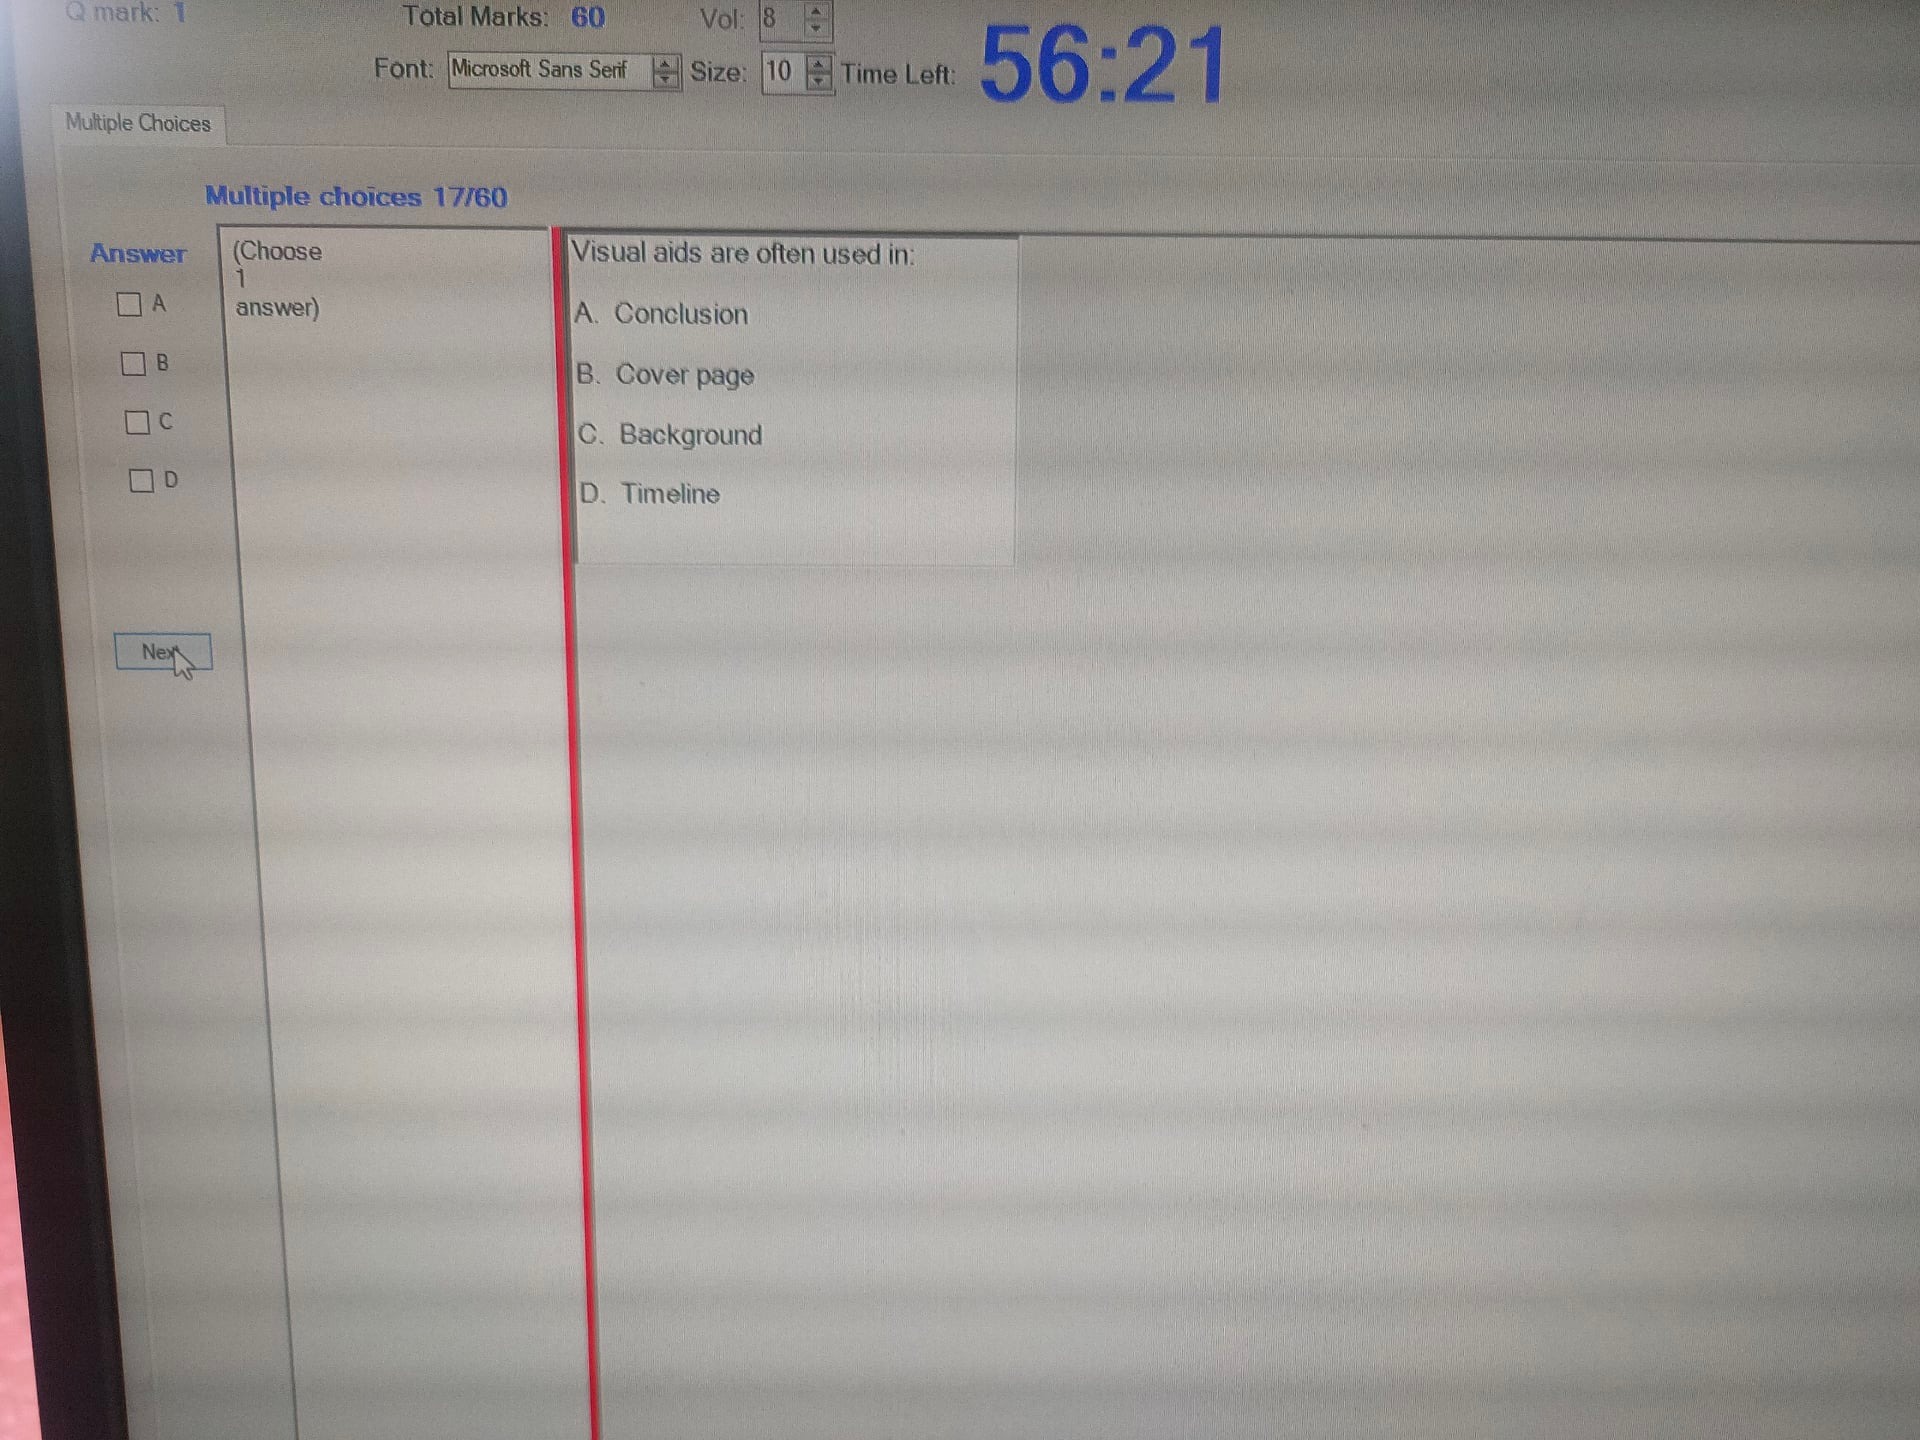 Q mark: 1
Total Marks: 60
Vol: 8
Font: Microsoft Sans Serif
Size: 10
Time Left: 56:21
Multiple Choices
Multiple choices 17/60
Answer
A
B
C
D
Next
(Choose
1
answer)
Visual aids are often used in:
A. Conclusion
B. Cover page
C. Background
D. Timeline